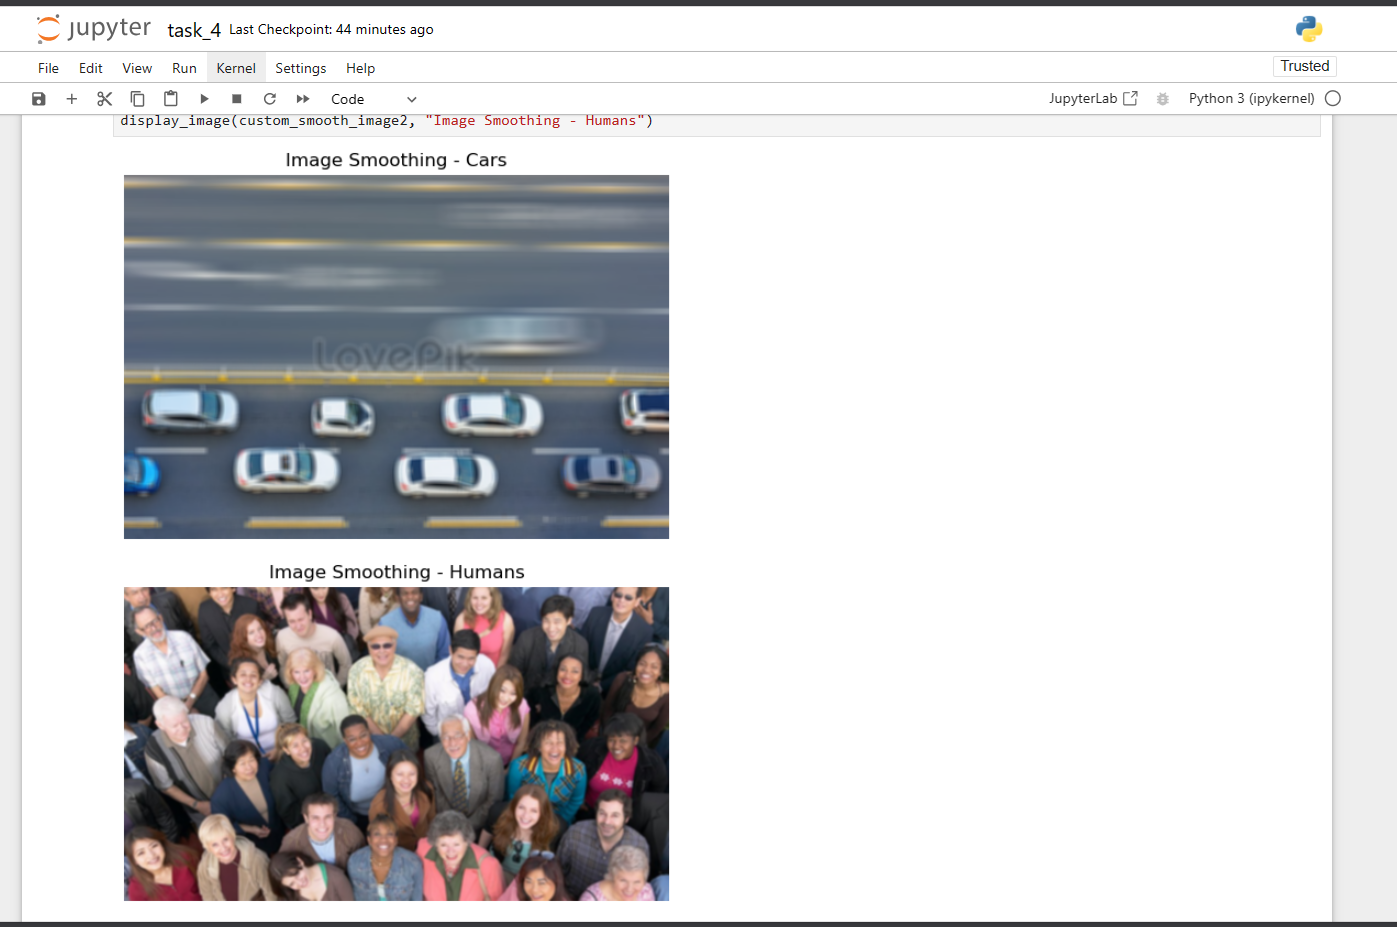 jupyter task_4 Last Checkpoint: 44 minutes ago
File Edit View Run Kernel Settings Help
Trusted
Code
JupyterLab
Python 3 (ipykernel)
display_image(custom_smooth_image2, "Image Smoothing - Humans")
Image Smoothing - Cars
LovePik
Image Smoothing - Humans